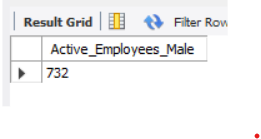 Result Grid Filter Row
Active_Employees_Male
732